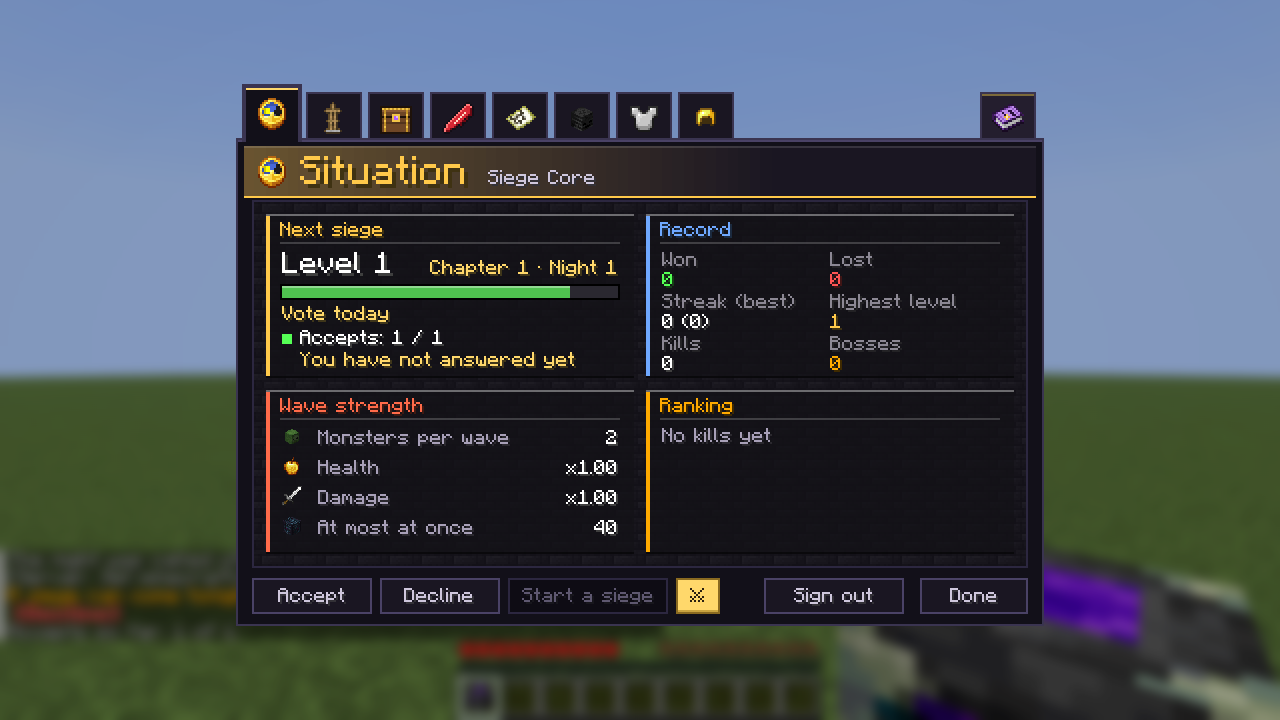 Situation Siege Core
Next siege
Level 1 Chapter 1 · Night 1
Vote today
Accepts: 1 / 1
You have not answered yet
Record
Won Lost
0 0
Streak (best) Highest level
0 (0) 1
Kills Bosses
0 0
Wave strength
Monsters per wave 2
Health x1.00
Damage x1.00
At most at once 40
Ranking
No kills yet
Accept Decline Start a siege Sign out Done